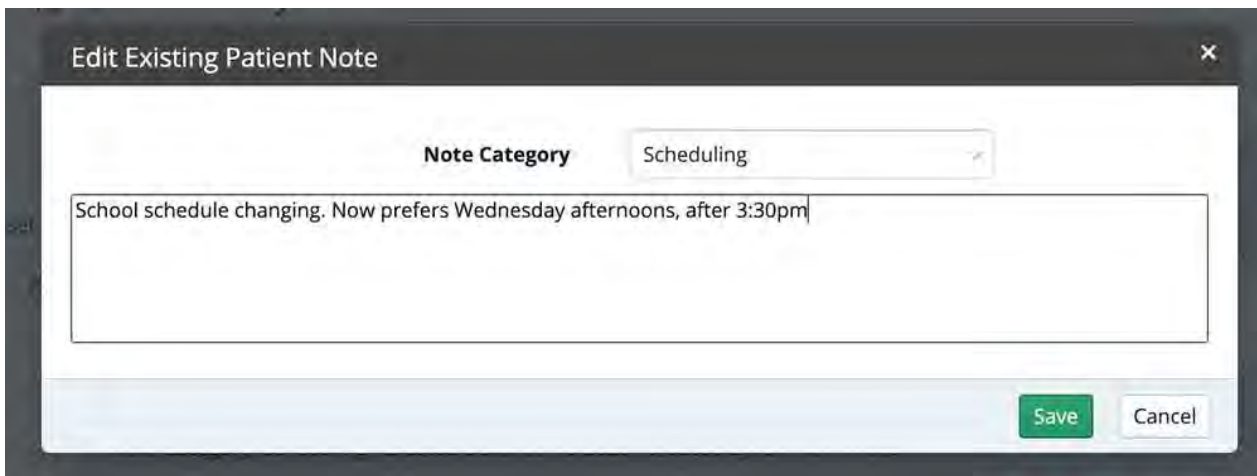 Edit Existing Patient Note ×
Note Category Scheduling
School schedule changing. Now prefers Wednesday afternoons, after 3:30pm
Save Cancel